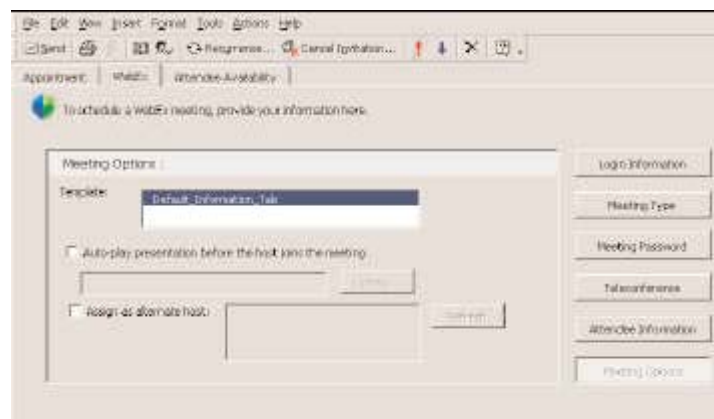 File Edit View Insert Format Tools Actions Help
Send Recurrence... Cancel Invitation...
Appointment WebEx Attendee Availability
To schedule a WebEx meeting, provide your information here.
Meeting Options :
Login Information
Template:
Default_Information_Tab
Meeting Type
Auto-play presentation before the host joins the meeting
Meeting Password
Teleconference
Assign as alternate host:
Attendee Information
Meeting Options